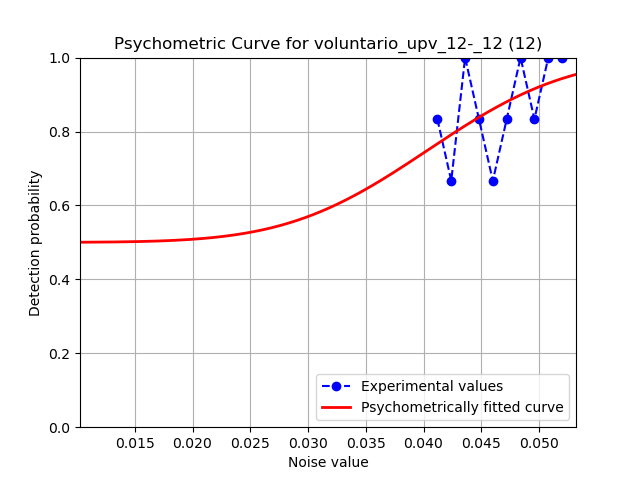 Psychometric Curve for voluntario_upv_12-_12 (12)
1.0
0.8
0.6
0.4
0.2
0.0
Detection probability
0.015 0.020 0.025 0.030 0.035 0.040 0.045 0.050
Noise value
Experimental values
Psychometrically fitted curve